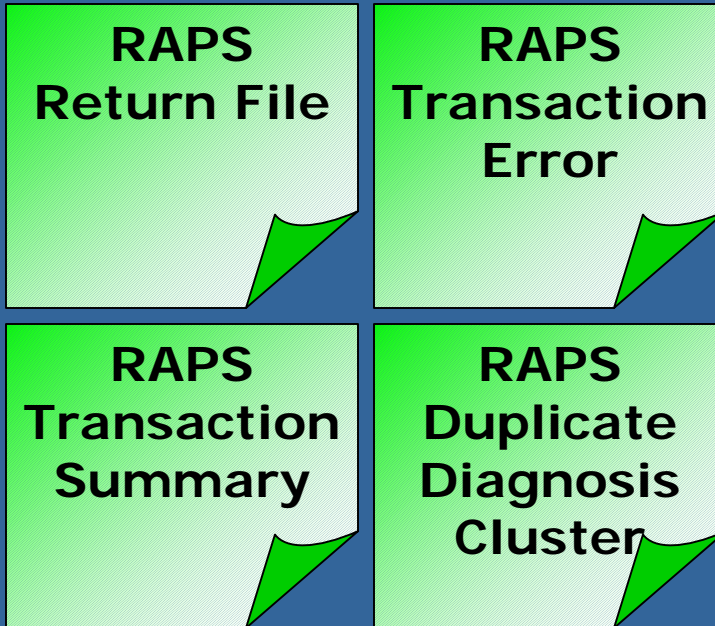 RAPS
Return File
RAPS
Transaction
Error
RAPS
Transaction
Summary
RAPS
Duplicate
Diagnosis
Cluster